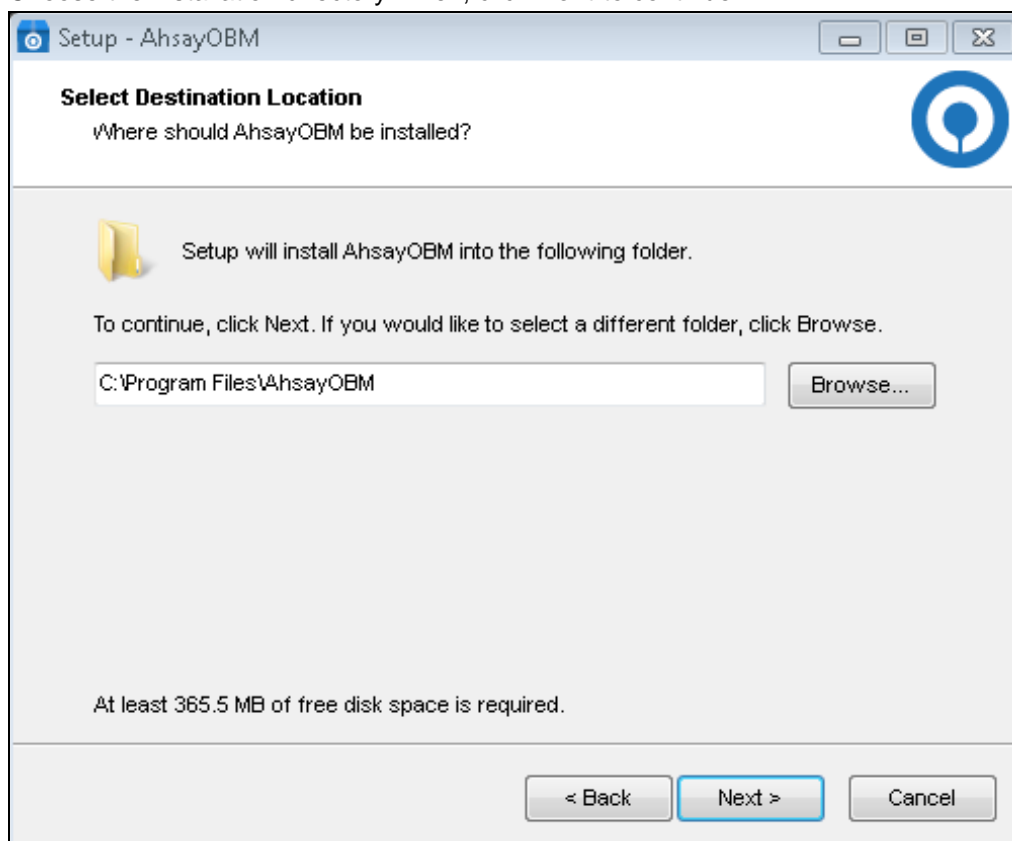 Setup - AhsayOBM
Select Destination Location
Where should AhsayOBM be installed?
Setup will install AhsayOBM into the following folder.
To continue, click Next. If you would like to select a different folder, click Browse.
C:\Program Files\AhsayOBM
Browse...
At least 365.5 MB of free disk space is required.
< Back
Next >
Cancel